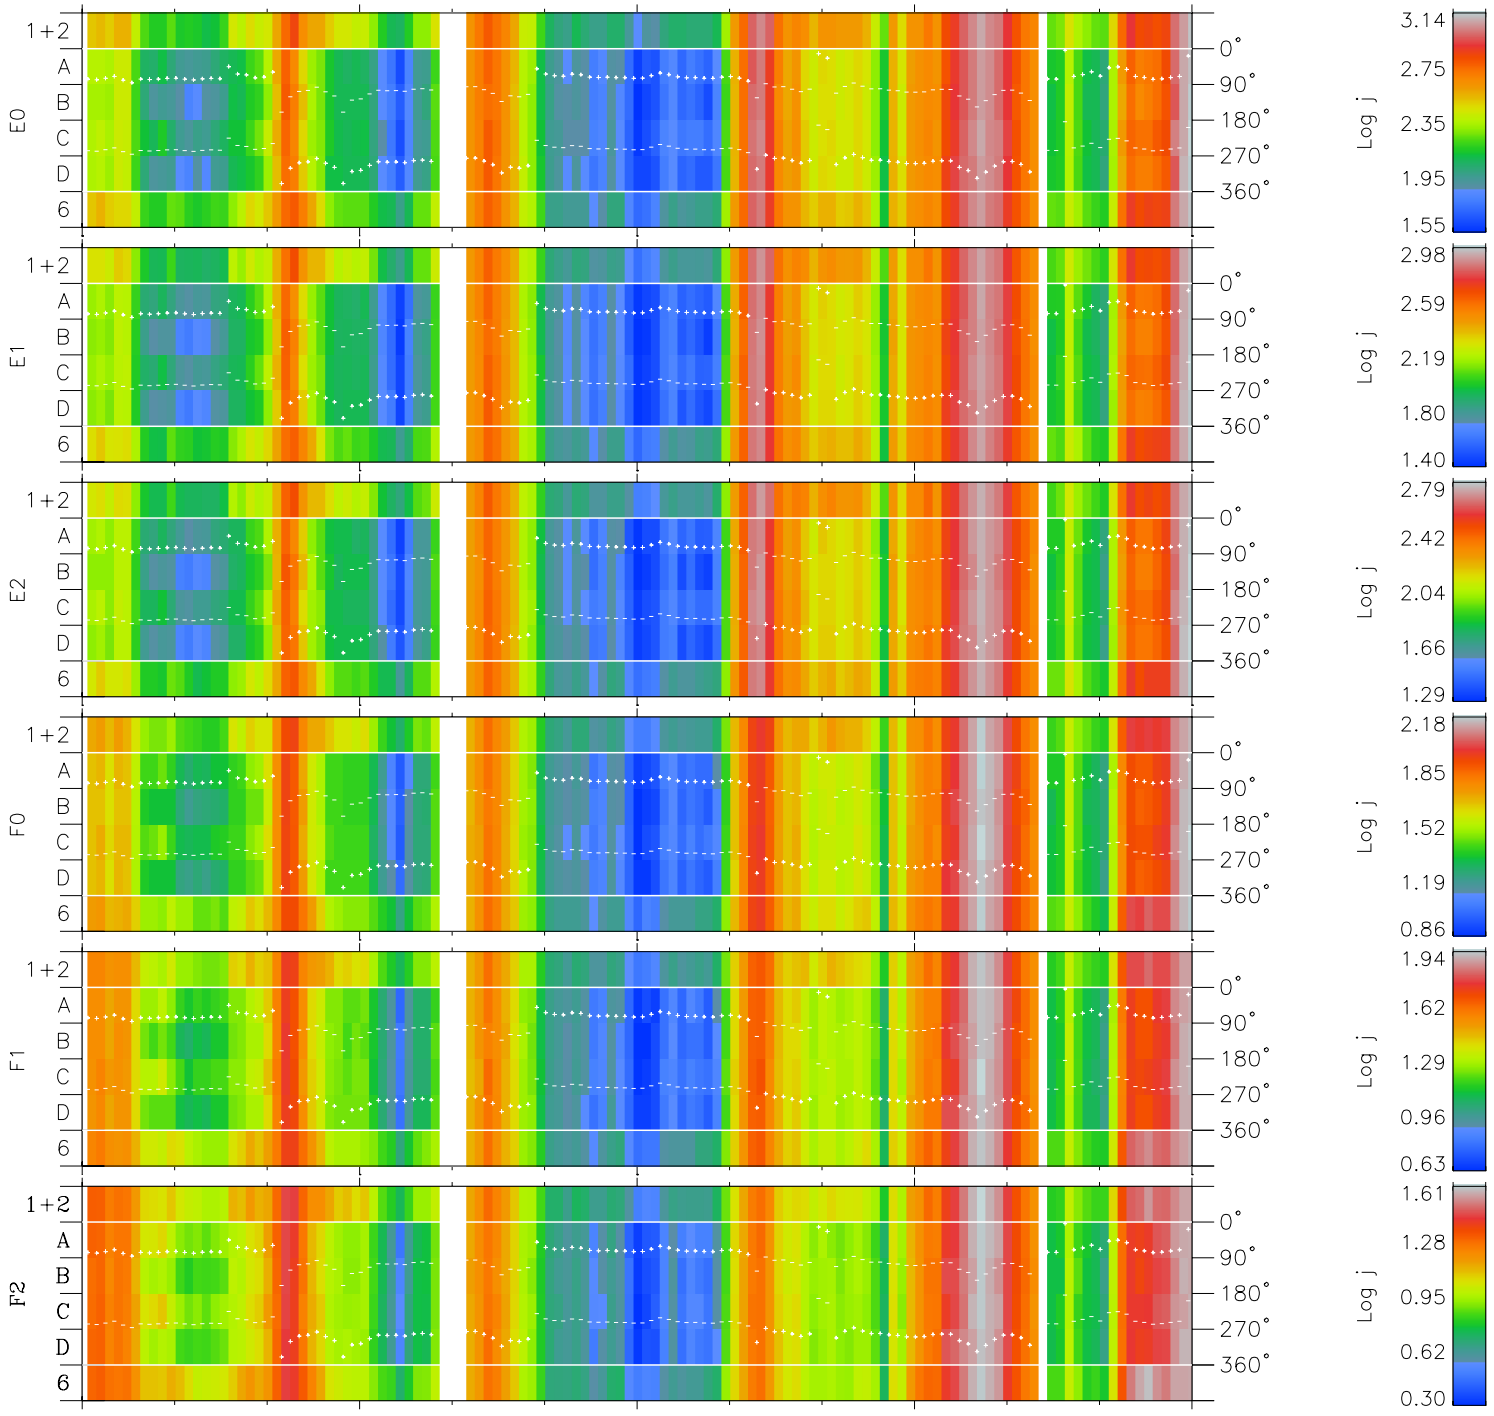 1+2
A
B
C
D
6
E0
0°
90°
180°
270°
360°
Log j
3.14
2.75
2.35
1.95
1.55
1+2
A
B
C
D
6
E1
0°
90°
180°
270°
360°
Log j
2.98
2.59
2.19
1.80
1.40
1+2
A
B
C
D
6
E2
0°
90°
180°
270°
360°
Log j
2.79
2.42
2.04
1.66
1.29
1+2
A
B
C
D
6
F0
0°
90°
180°
270°
360°
Log j
2.18
1.85
1.52
1.19
0.86
1+2
A
B
C
D
6
F1
0°
90°
180°
270°
360°
Log j
1.94
1.62
1.29
0.96
0.63
1+2
A
B
C
D
6
F2
0°
90°
180°
270°
360°
Log j
1.61
1.28
0.95
0.62
0.30